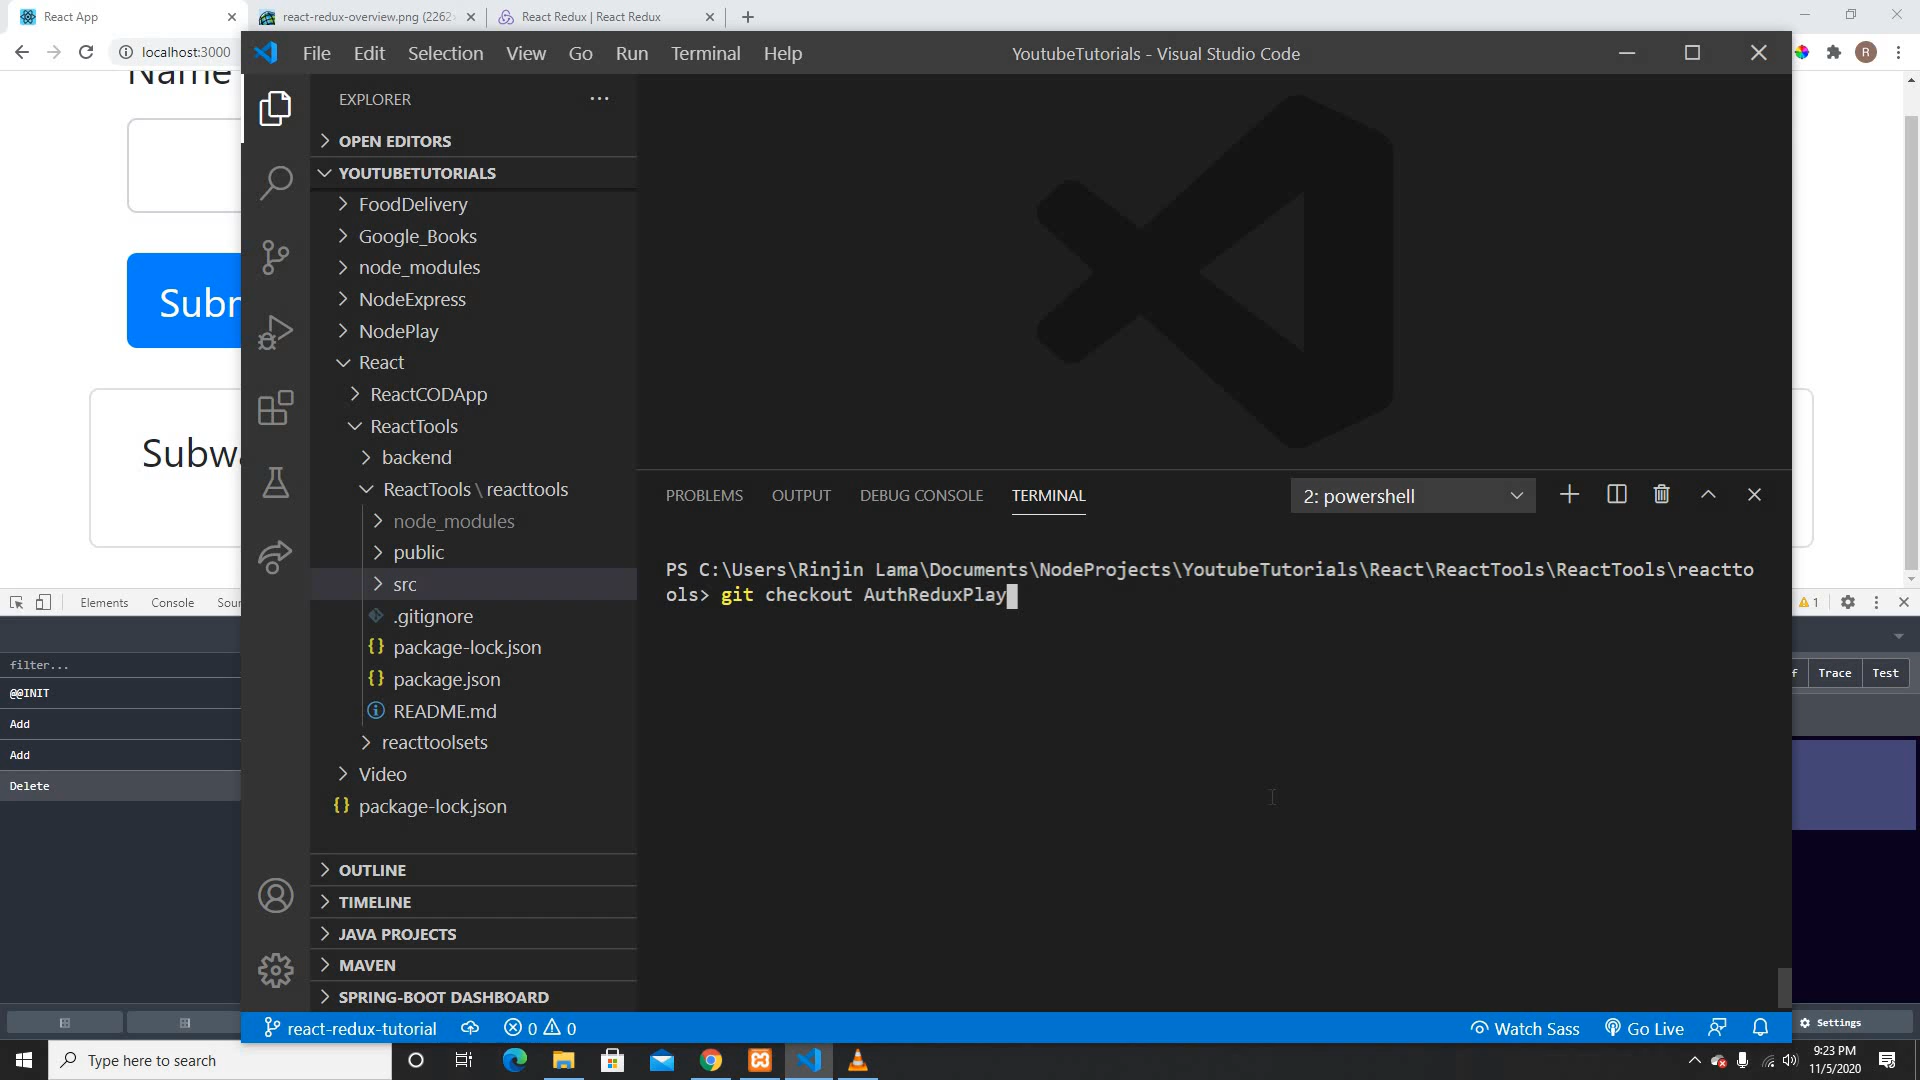 React App
react-redux-overview.png (2262
React Redux | React Redux
localhost:3000
File Edit Selection View Go Run Terminal Help
YoutubeTutorials - Visual Studio Code
R
Name
Subm
Subwa
EXPLORER
OPEN EDITORS
YOUTUBETUTORIALS
FoodDelivery
Google_Books
node_modules
NodeExpress
NodePlay
React
ReactCODApp
ReactTools
backend
ReactTools \ reacttools
node_modules
public
src
.gitignore
package-lock.json
package.json
README.md
reacttoolsets
Video
package-lock.json
OUTLINE
TIMELINE
JAVA PROJECTS
MAVEN
SPRING-BOOT DASHBOARD
PROBLEMS OUTPUT DEBUG CONSOLE TERMINAL
2: powershell
PS C:\Users\Rinjin Lama\Documents\NodeProjects\YoutubeTutorials\React\ReactTools\ReactTools\reactto
ols> git checkout AuthReduxPlay
Elements Console Sour
1
filter...
@@INIT
Add
Add
Delete
f Trace Test
Settings
react-redux-tutorial
0 0
Watch Sass
Go Live
Type here to search
9:23 PM
11/5/2020